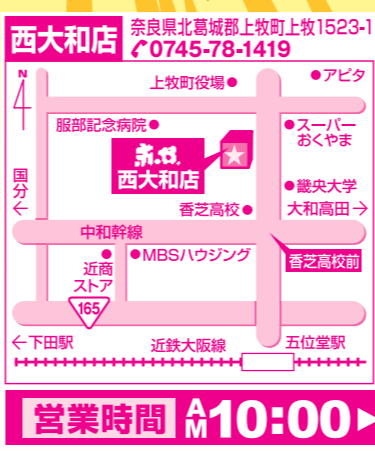 西大和店
奈良県北葛城郡上牧町上牧1523-1
0745-78-1419
N
上牧町役場
アピタ
服部記念病院
スーパー
おくやま
西大和店
国分
←
畿央大学
香芝高校
大和高田→
中和幹線
近商
ストア
MBSハウジング
香芝高校前
165
←下田駅
近鉄大阪線
五位堂駅
営業時間 AM10:00▶